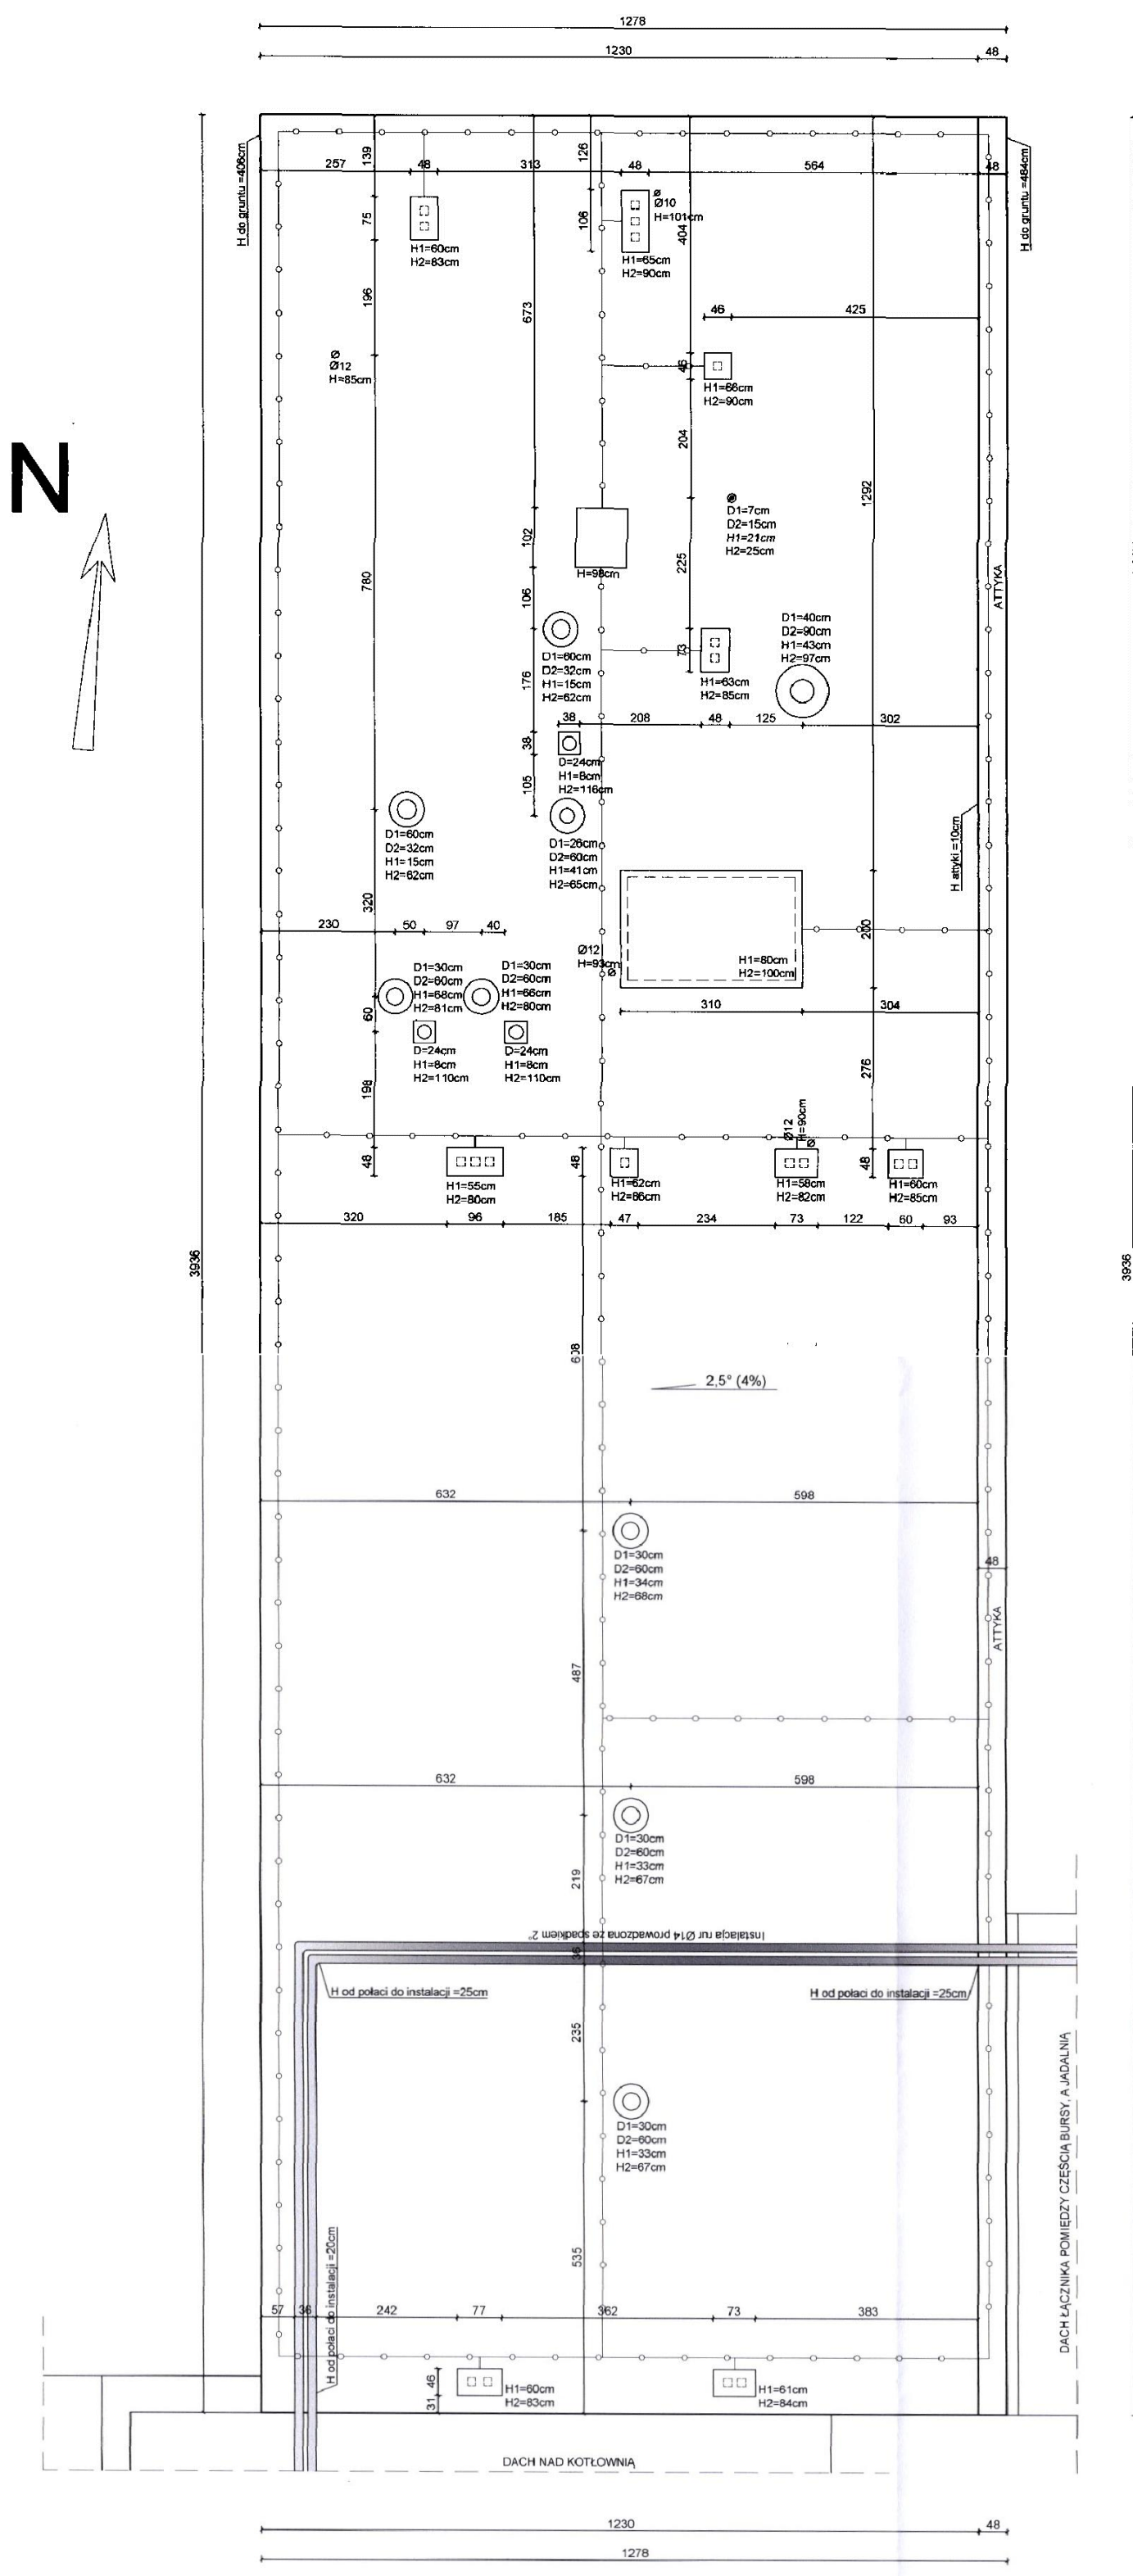 1278
1230
48
H do gruntu =406cm
257
139
48
313
126
48
564
48
H do gruntu =484cm
Ø10
H=101cm
75
106
404
H1=60cm
H2=83cm
H1=65cm
H2=90cm
196
673
46
425
Ø12
H=85cm
46
H1=66cm
H2=90cm
N
204
1292
D1=7cm
D2=15cm
H1=21cm
H2=25cm
102
225
H=98cm
780
106
ATTYKA
D1=40cm
D2=90cm
H1=43cm
H2=97cm
D1=60cm
D2=32cm
H1=15cm
H2=62cm
73
176
H1=63cm
H2=85cm
38
208
48
125
302
38
D=24cm
H1=8cm
H2=116cm
105
D1=60cm
D2=32cm
H1=15cm
H2=62cm
D1=26cm
D2=60cm
H1=41cm
H2=65cm
H attyki =10cm
320
230
50
97
40
200
Ø12
H=93cm
H1=80cm
H2=100cm
D1=30cm
D2=60cm
H1=68cm
H2=81cm
D1=30cm
D2=60cm
H1=66cm
H2=80cm
60
310
304
D=24cm
H1=8cm
H2=110cm
D=24cm
H1=8cm
H2=110cm
198
276
Ø12
H=90cm
48
48
48
H1=55cm
H2=80cm
H1=62cm
H2=86cm
H1=58cm
H2=82cm
H1=60cm
H2=85cm
320
96
185
47
234
73
122
60
93
3936
3936
608
2,5° (4%)
632
598
D1=30cm
D2=60cm
H1=34cm
H2=68cm
48
ATTYKA
487
632
598
D1=30cm
D2=60cm
H1=33cm
H2=67cm
219
Instalacja rur Ø14 prowadzona ze spadkiem 2°
36
H od połaci do instalacji =25cm
H od połaci do instalacji =25cm
235
D1=30cm
D2=60cm
H1=33cm
H2=67cm
DACH ŁĄCZNIKA POMIĘDZY CZĘŚCIĄ BURSY, A JADALNIĄ
H od połaci do instalacji =20cm
535
57
36
242
77
362
73
383
46
31
H1=60cm
H2=83cm
H1=61cm
H2=84cm
DACH NAD KOTŁOWNIĄ
1230
48
1278